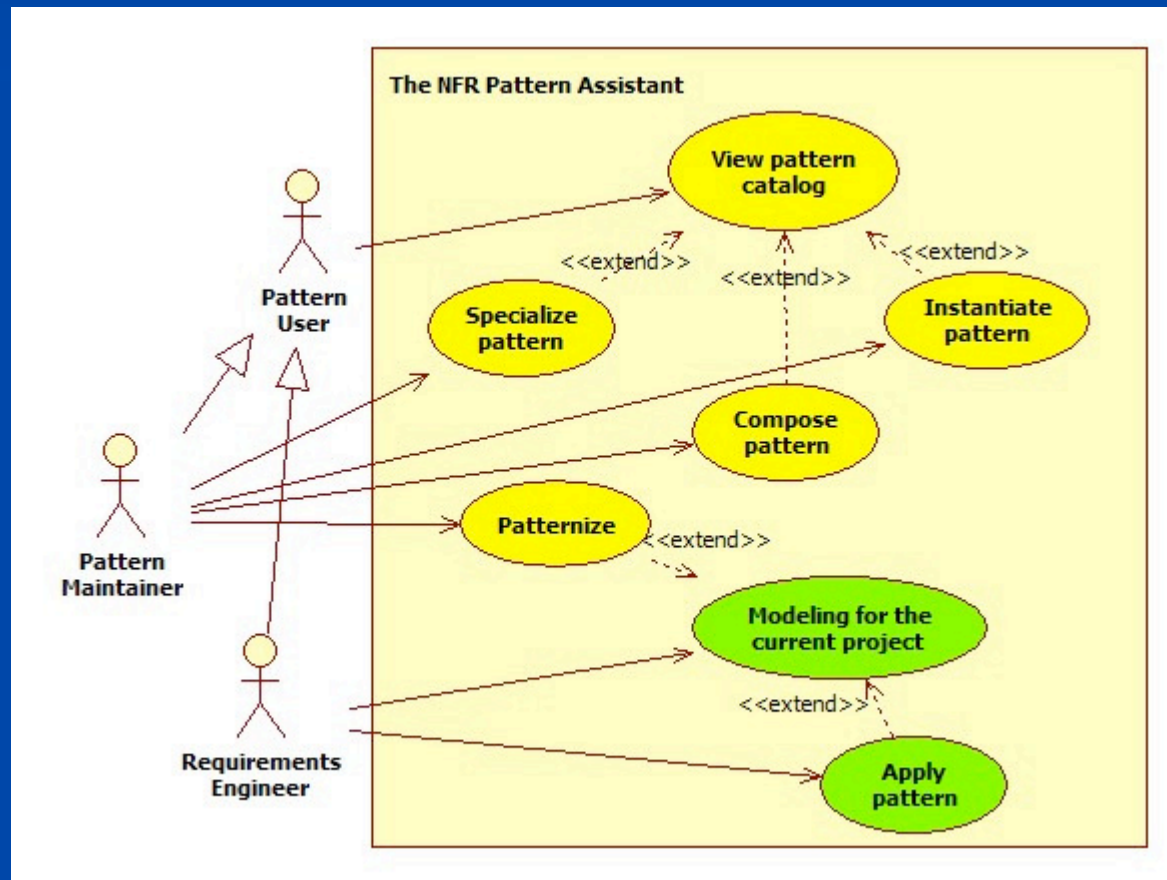 The NFR Pattern Assistant
View pattern
catalog
<<extend>>
<<extend>>
<<extend>>
Pattern
User
Specialize
pattern
Instantiate
pattern
Compose
pattern
Patternize
<<extend>>
Pattern
Maintainer
Modeling for the
current project
<<extend>>
Requirements
Engineer
Apply
pattern